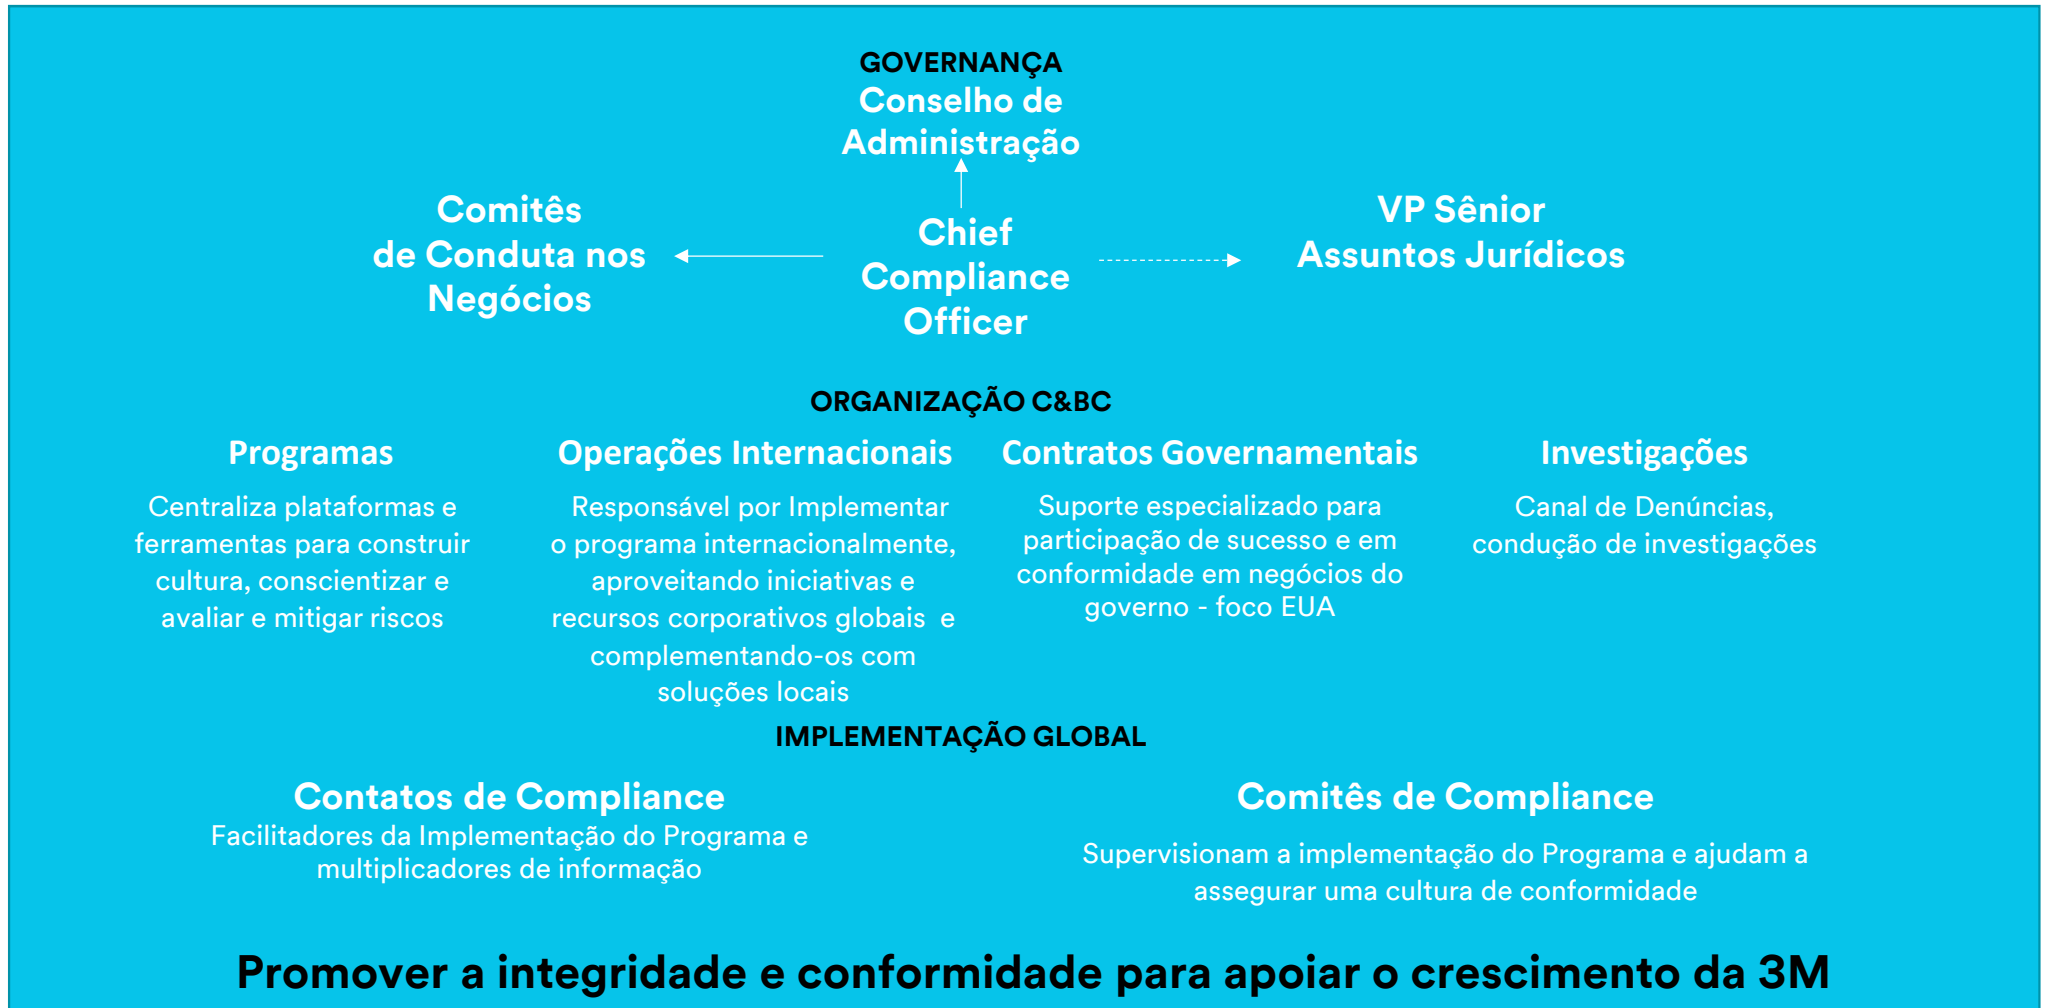 GOVERNANÇA
Conselho de
Administração
Comitês
de Conduta nos
Negócios
Chief
Compliance
Officer
VP Sênior
Assuntos Jurídicos
ORGANIZAÇÃO C&BC
Programas
Centraliza plataformas e
ferramentas para construir
cultura, conscientizar e
avaliar e mitigar riscos
Operações Internacionais
Responsável por Implementar
o programa internacionalmente,
aproveitando iniciativas e
recursos corporativos globais e
complementando-os com
soluções locais
Contratos Governamentais
Suporte especializado para
participação de sucesso e em
conformidade em negócios do
governo - foco EUA
Investigações
Canal de Denúncias,
condução de investigações
IMPLEMENTAÇÃO GLOBAL
Contatos de Compliance
Facilitadores da Implementação do Programa e
multiplicadores de informação
Comitês de Compliance
Supervisionam a implementação do Programa e ajudam a
assegurar uma cultura de conformidade
Promover a integridade e conformidade para apoiar o crescimento da 3M